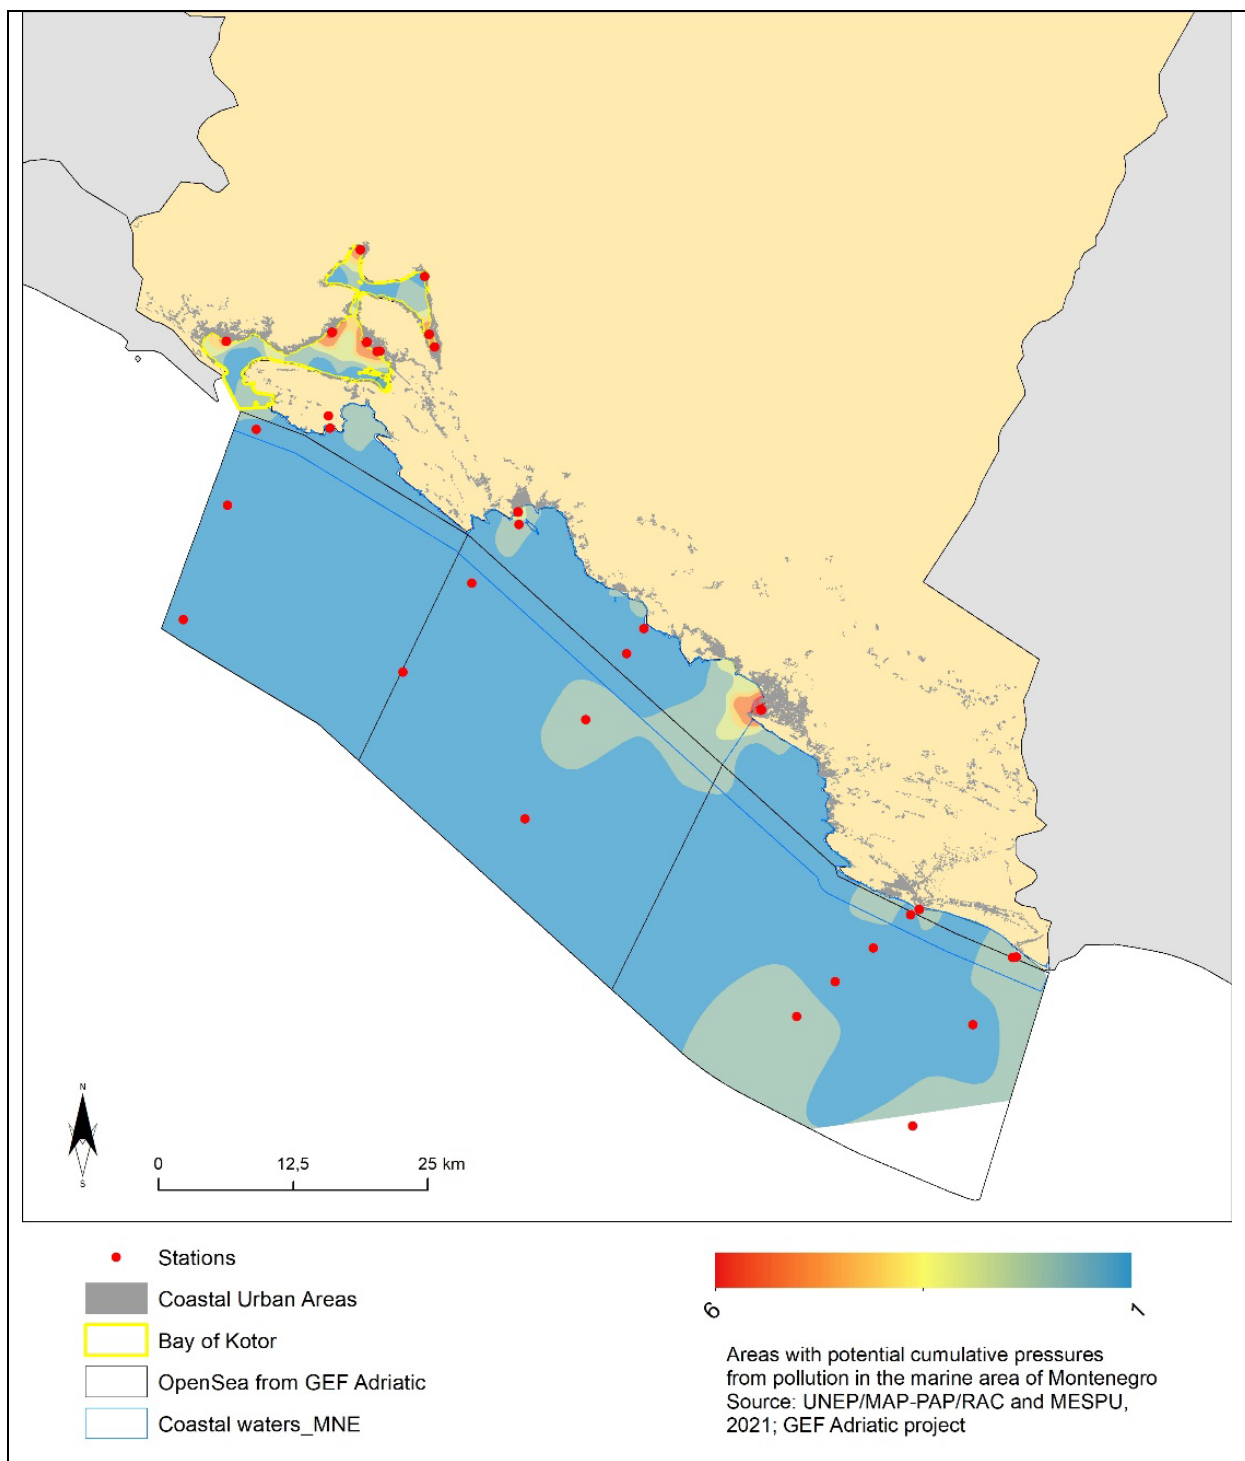 N
S
0 12,5 25 km
Stations
Coastal Urban Areas
Bay of Kotor
OpenSea from GEF Adriatic
Coastal waters_MNE
6 1
Areas with potential cumulative pressures
from pollution in the marine area of Montenegro
Source: UNEP/MAP-PAP/RAC and MESPU,
2021; GEF Adriatic project